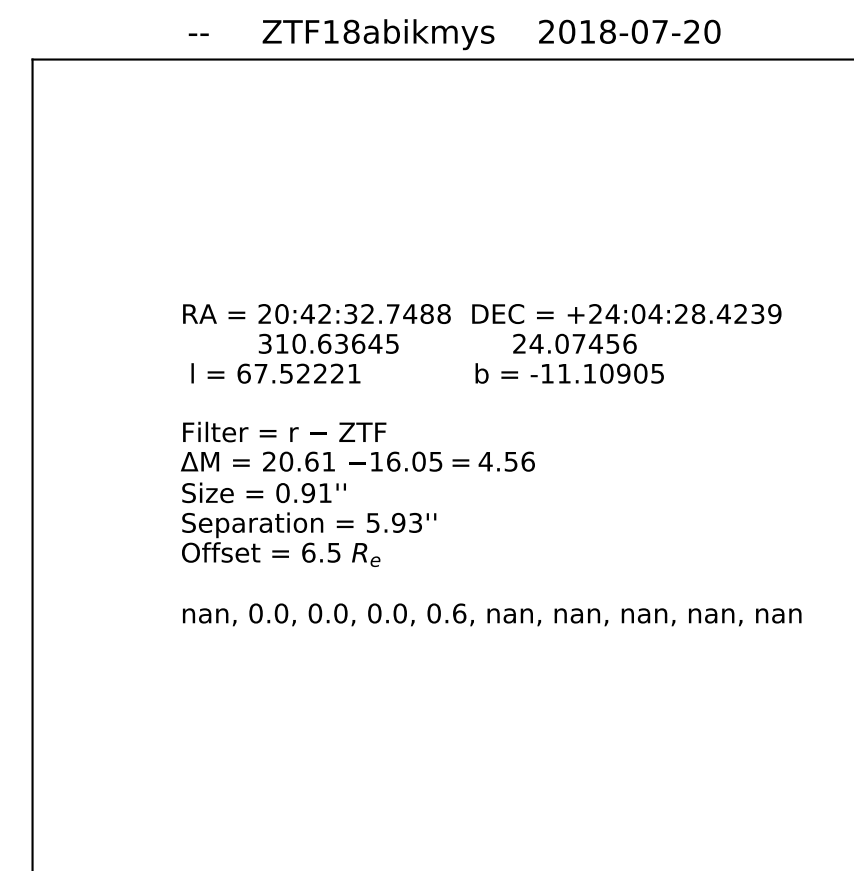 -- ZTF18abikmys 2018-07-20
RA = 20:42:32.7488 DEC = +24:04:28.4239
310.63645 24.07456
l = 67.52221 b = -11.10905
Filter = r − ZTF
ΔM = 20.61 −16.05 = 4.56
Size = 0.91''
Separation = 5.93''
Offset = 6.5 Rₑ
nan, 0.0, 0.0, 0.0, 0.6, nan, nan, nan, nan, nan